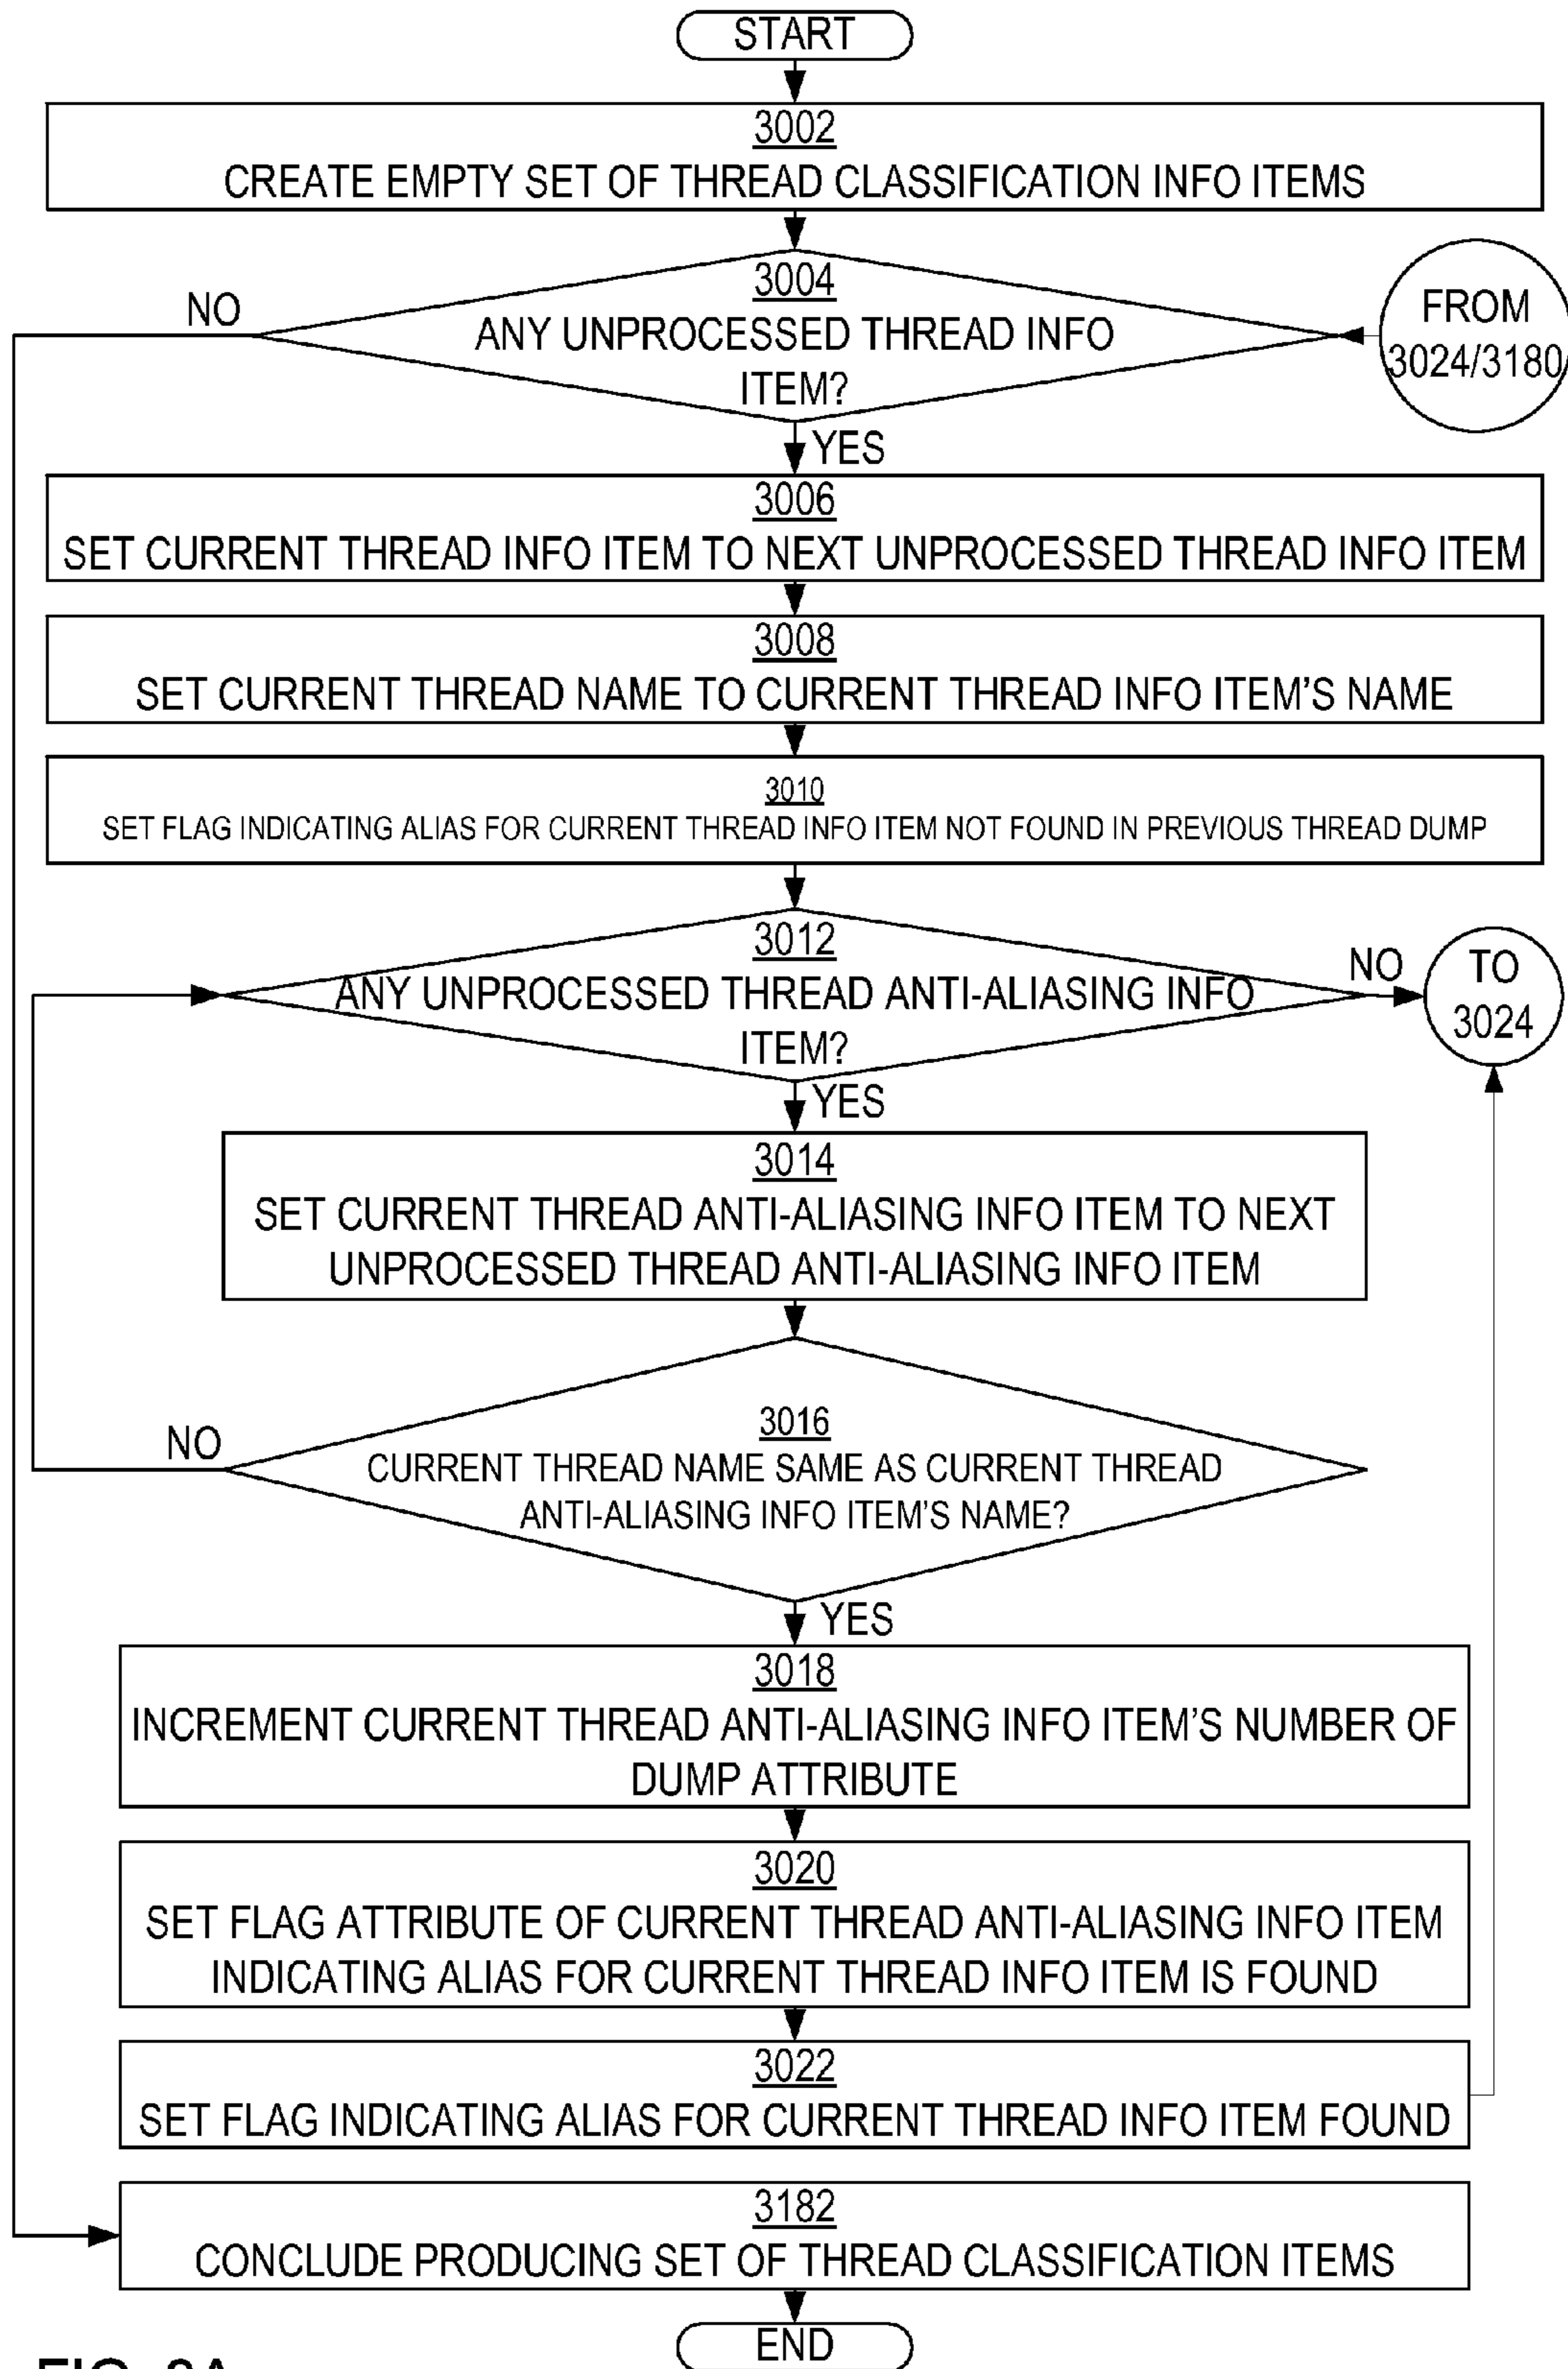 START
3002
CREATE EMPTY SET OF THREAD CLASSIFICATION INFO ITEMS
3004
ANY UNPROCESSED THREAD INFO
ITEM?
NO
FROM
3024/3180
YES
3006
SET CURRENT THREAD INFO ITEM TO NEXT UNPROCESSED THREAD INFO ITEM
3008
SET CURRENT THREAD NAME TO CURRENT THREAD INFO ITEM'S NAME
3010
SET FLAG INDICATING ALIAS FOR CURRENT THREAD INFO ITEM NOT FOUND IN PREVIOUS THREAD DUMP
3012
ANY UNPROCESSED THREAD ANTI-ALIASING INFO
ITEM?
NO
TO
3024
YES
3014
SET CURRENT THREAD ANTI-ALIASING INFO ITEM TO NEXT
UNPROCESSED THREAD ANTI-ALIASING INFO ITEM
3016
CURRENT THREAD NAME SAME AS CURRENT THREAD
ANTI-ALIASING INFO ITEM'S NAME?
NO
YES
3018
INCREMENT CURRENT THREAD ANTI-ALIASING INFO ITEM'S NUMBER OF
DUMP ATTRIBUTE
3020
SET FLAG ATTRIBUTE OF CURRENT THREAD ANTI-ALIASING INFO ITEM
INDICATING ALIAS FOR CURRENT THREAD INFO ITEM IS FOUND
3022
SET FLAG INDICATING ALIAS FOR CURRENT THREAD INFO ITEM FOUND
3182
CONCLUDE PRODUCING SET OF THREAD CLASSIFICATION ITEMS
END